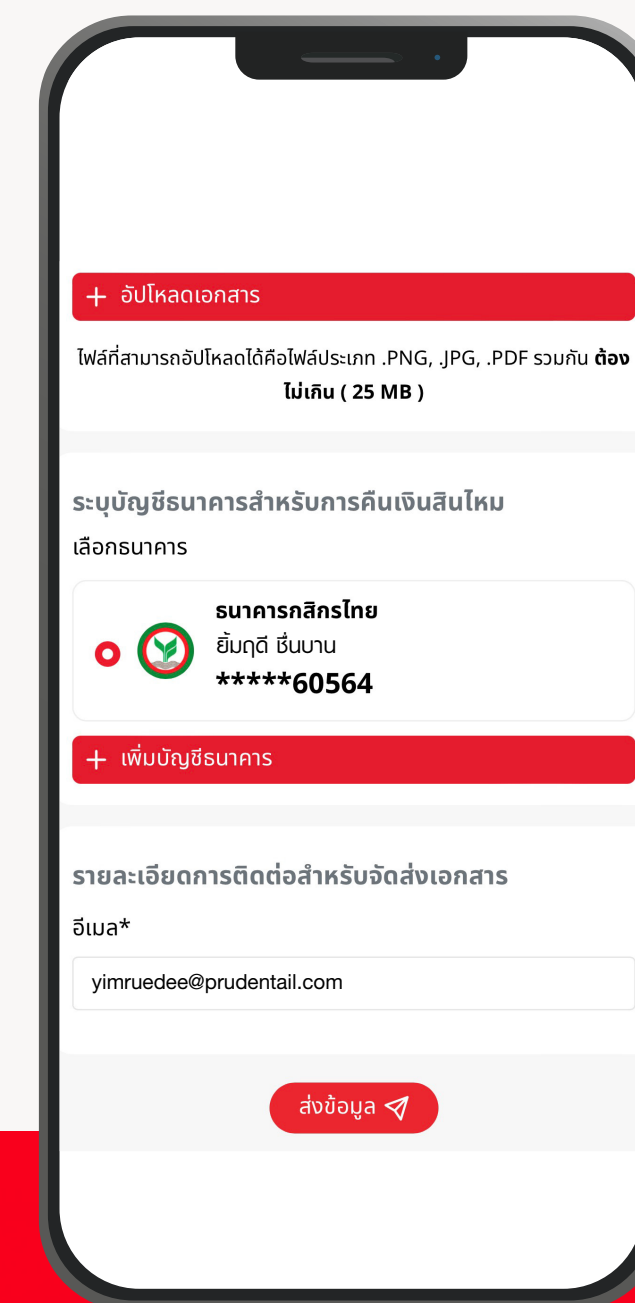 + อัปโหลดเอกสาร
ไฟล์ที่สามารถอัปโหลดได้คือไฟล์ประเภท .PNG, .JPG, .PDF รวมกัน ต้อง
ไม่เกิน ( 25 MB )
ระบุบัญชีธนาคารสำหรับการคืนเงินสินไหม
เลือกธนาคาร
ธนาคารกสิกรไทย
ยิ้มฤดี ชื่นบาน
*****60564
+ เพิ่มบัญชีธนาคาร
รายละเอียดการติดต่อสำหรับจัดส่งเอกสาร
อีเมล*
yimruedee@prudentail.com
ส่งข้อมูล